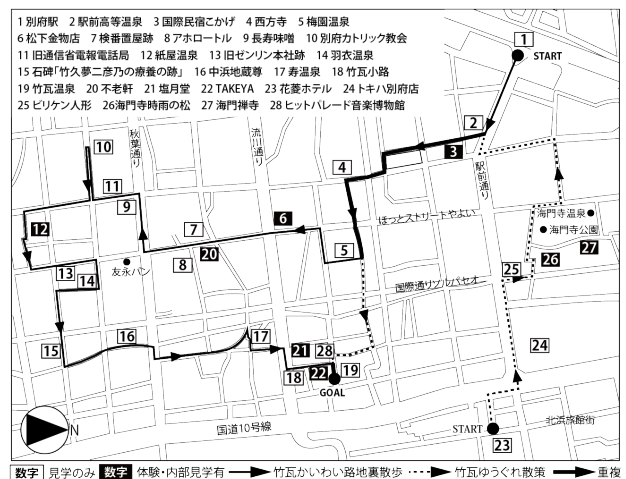 1 別府駅 2 駅前高等温泉 3 国際民宿こかげ 4 西方寺 5 梅園温泉
6 松下金物店 7 検番置屋跡 8 アホロートル 9 長寿味噌 10 別府カトリック教会
11 旧通信省電報電話局 12 紙屋温泉 13 旧ゼンリン本社跡 14 羽衣温泉
15 石碑「竹久夢二彦乃の療養の跡」 16 中浜地蔵尊 17 寿温泉 18 竹瓦小路
19 竹瓦温泉 20 不老軒 21 塩月堂 22 TAKEYA 23 花菱ホテル 24 トキハ別府店
25 ビリケン人形 26海門寺時雨の松 27 海門禅寺 28 ヒットパレード音楽博物館
1
START
2
3
駅前通り
秋葉通り
流川通り
10
4
11
9
12
7
6
ほっとストリートやよい
海門寺温泉
海門寺公園
27
26
8
20
5
友永パン
13
14
25
国際通りソルパセオ
15
16
17
21
28
24
18
22
19
GOAL
N
国道10号線
START
23
北浜旅館街
数字 見学のみ 数字 体験・内部見学有 竹瓦かいわい路地裏散歩 竹瓦ゆうぐれ散策 重複